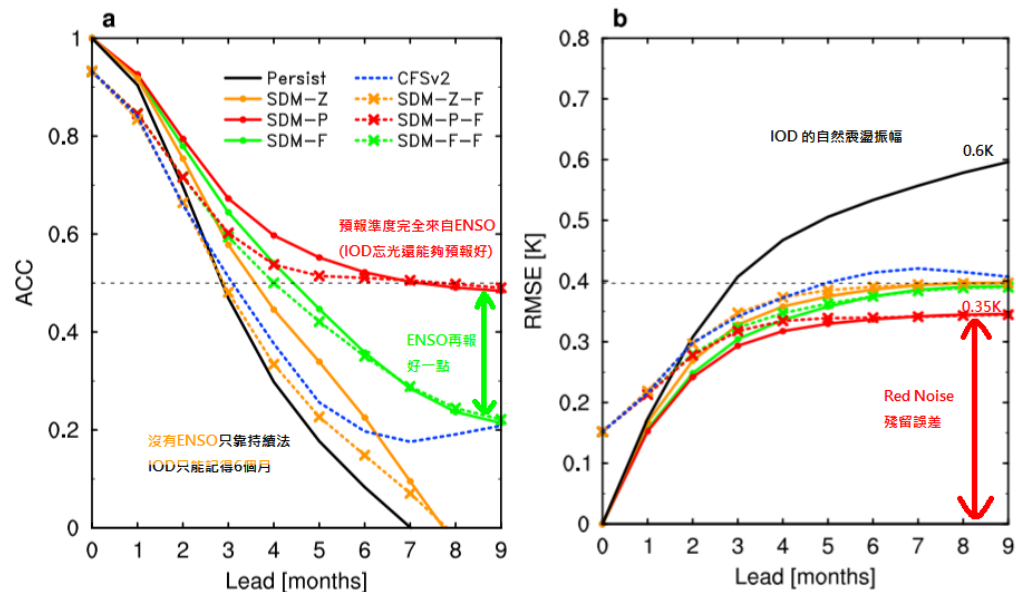 a
ACC
1
0.8
0.6
0.4
0.2
0
Persist
SDM-Z
SDM-P
SDM-F
CFSv2
SDM-Z-F
SDM-P-F
SDM-F-F
預報準度完全來自ENSO
(IOD忘光還能夠預報好)
ENSO再報
好一點
沒有ENSO只靠持續法
IOD只能記得6個月
0 1 2 3 4 5 6 7 8 9
Lead [months]
b
RMSE [K]
0.8
0.7
0.6
0.5
0.4
0.3
0.2
0.1
0
IOD 的自然震盪振幅
0.6K
0.35K
Red Noise
殘留誤差
0 1 2 3 4 5 6 7 8 9
Lead [months]